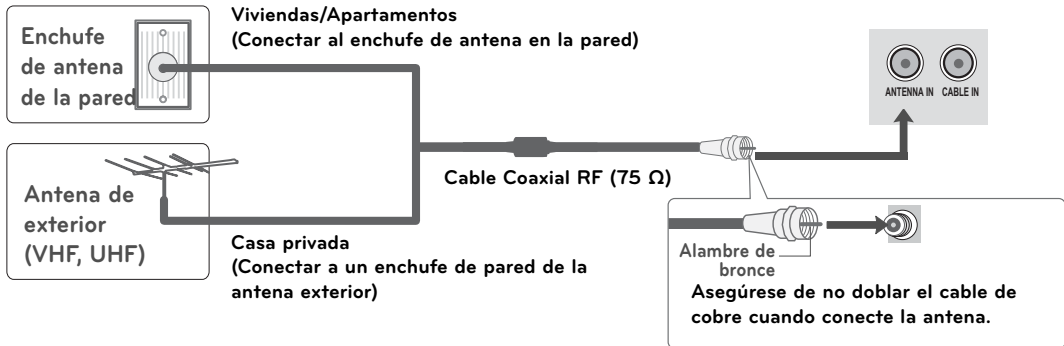 Viviendas/Apartamentos
(Conectar al enchufe de antena en la pared)
Enchufe
de antena
de la pared
ANTENNA IN
CABLE IN
Cable Coaxial RF (75 Ω)
Antena de
exterior
(VHF, UHF)
Casa privada
(Conectar a un enchufe de pared de la
antena exterior)
Alambre de
bronce
Asegúrese de no doblar el cable de
cobre cuando conecte la antena.